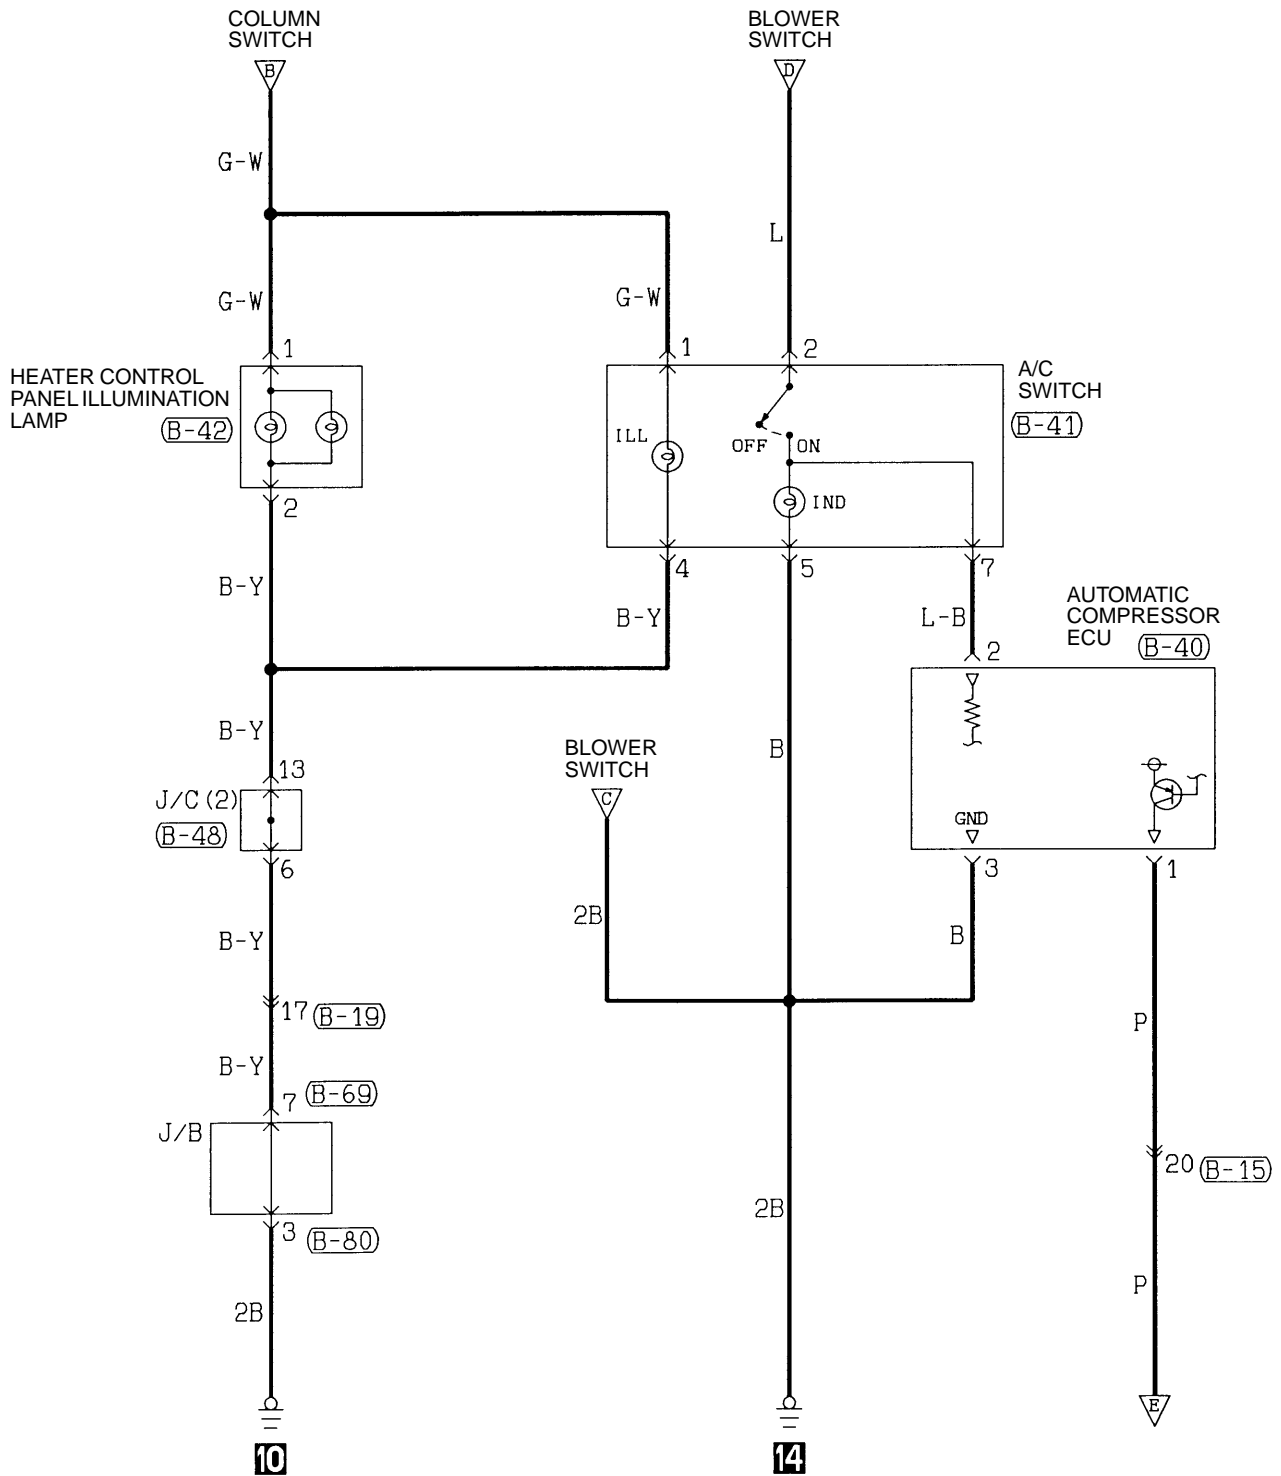 COLUMN
SWITCH
BLOWER
SWITCH
B
D
G-W
L
G-W
G-W
1
1
2
HEATER CONTROL
PANEL ILLUMINATION
LAMP
(B-42)
A/C
SWITCH
(B-41)
ILL
OFF
ON
IND
2
4
5
7
B-Y
B-Y
L-B
AUTOMATIC
COMPRESSOR
ECU
(B-40)
2
B-Y
B
BLOWER
SWITCH
13
J/C (2)
(B-48)
C
GND
6
3
1
2B
B-Y
B
17 (B-19)
P
B-Y
7 (B-69)
J/B
20 (B-15)
2B
3 (B-80)
2B
P
E
10
14